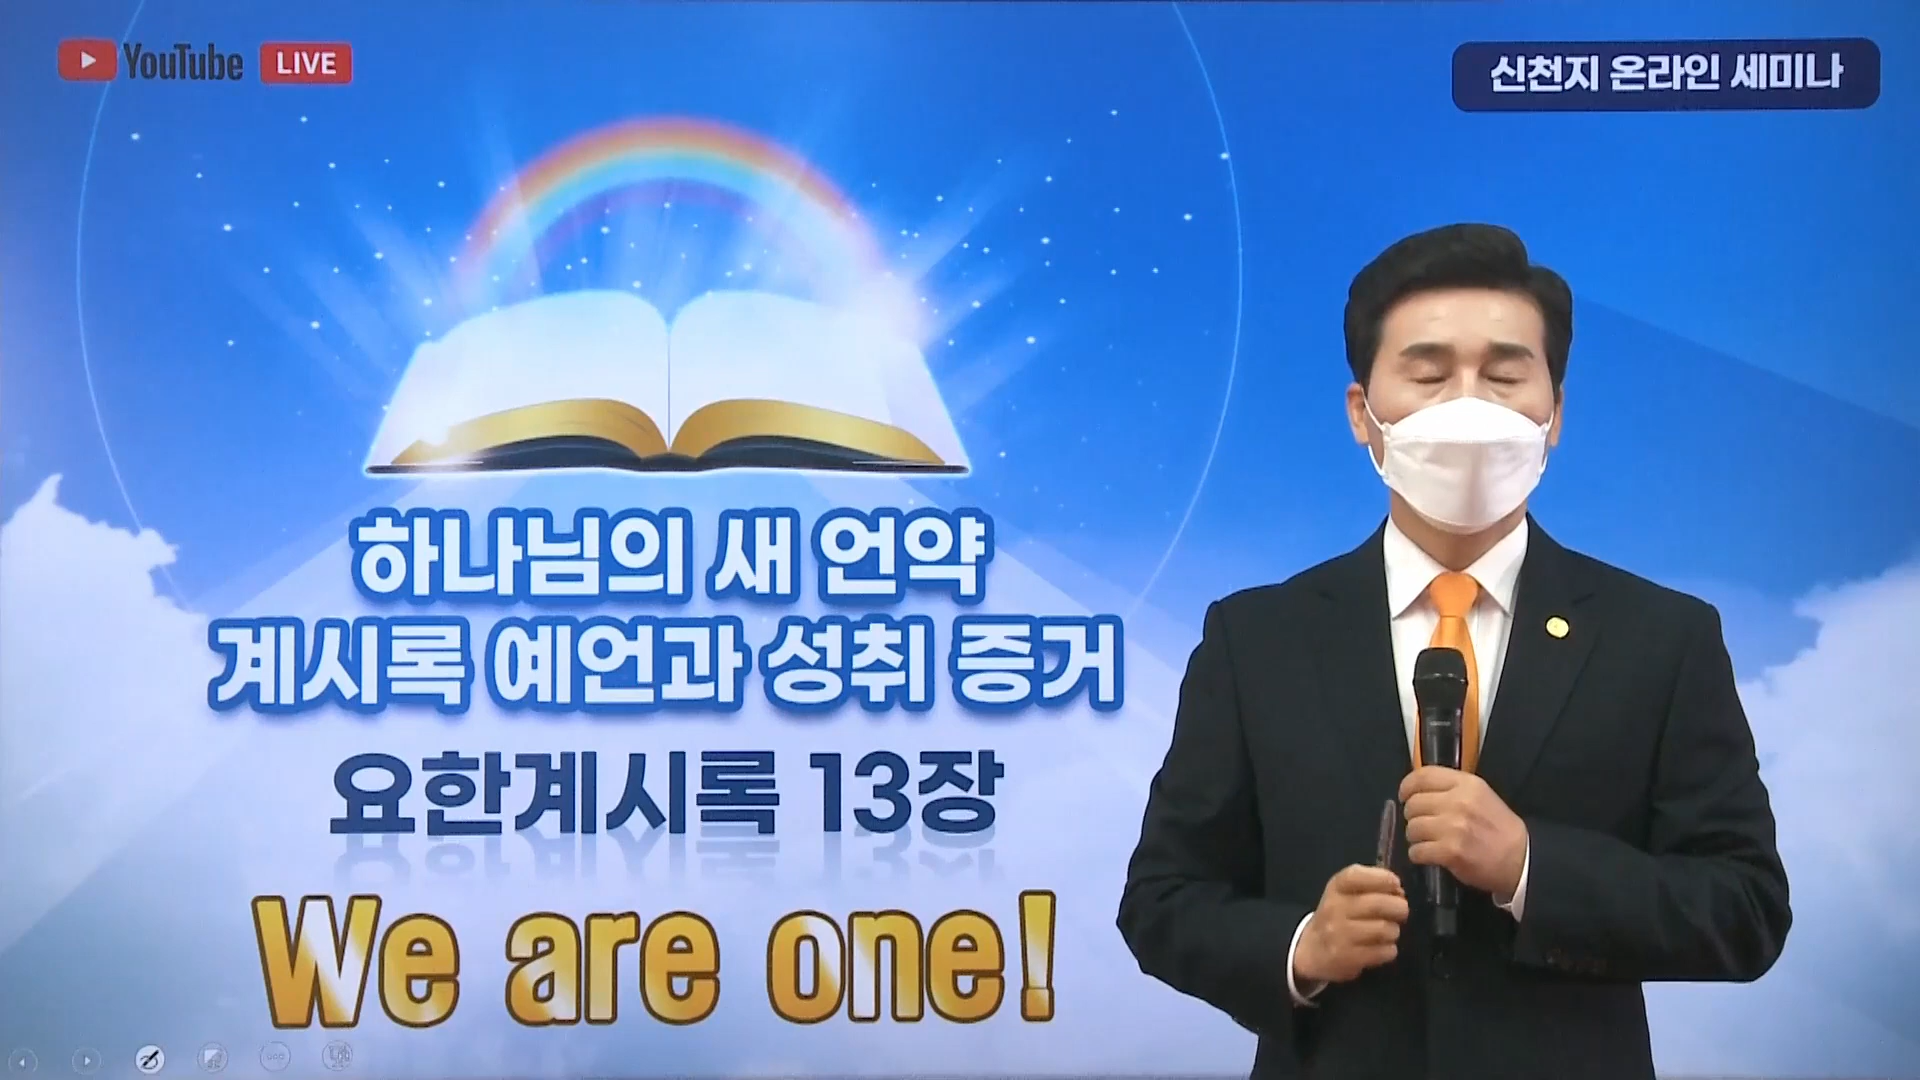 YouTube LIVE
신천지 온라인 세미나
하나님의 새 언약
계시록 예언과 성취 증거
요한계시록 13장
We are one!